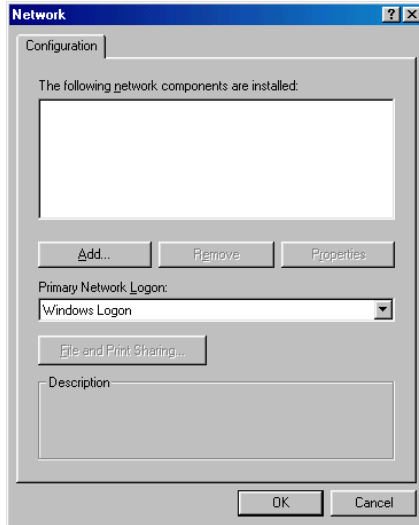 Network
Configuration
The following network components are installed:
Add... Remove Properties
Primary Network Logon:
Windows Logon
File and Print Sharing...
Description
OK Cancel